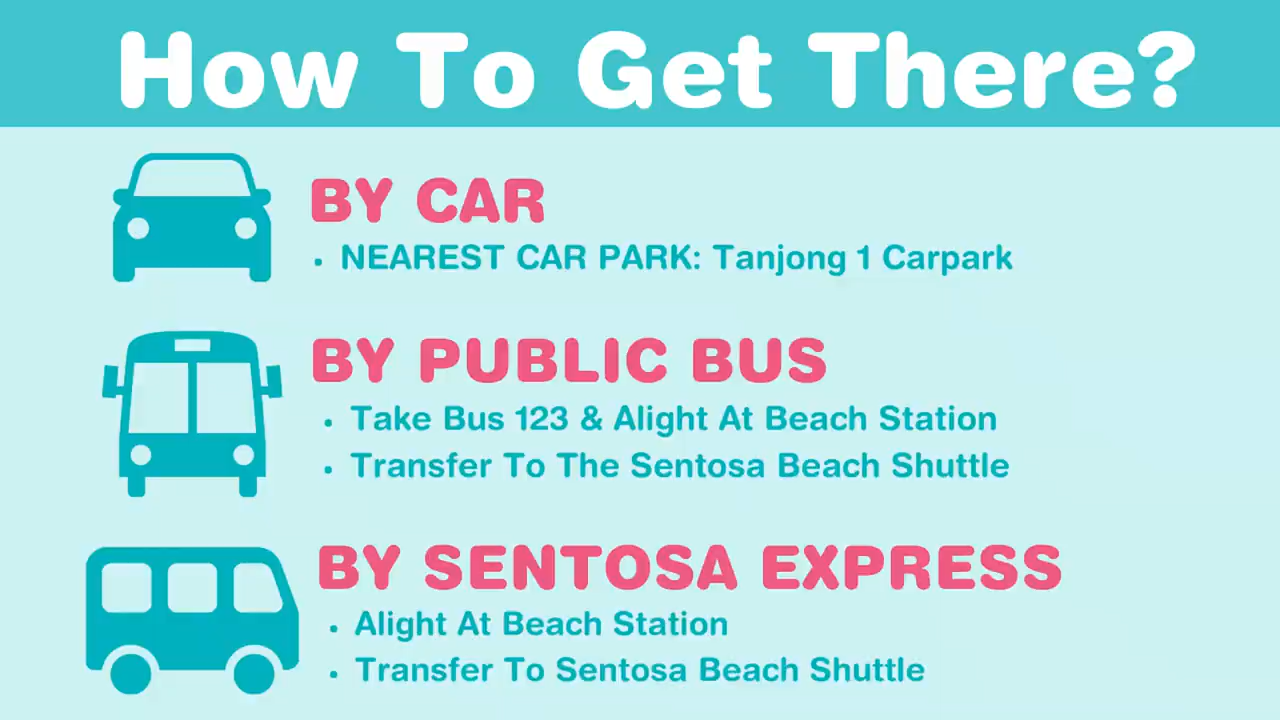 How To Get There?
BY CAR
• NEAREST CAR PARK: Tanjong 1 Carpark
BY PUBLIC BUS
• Take Bus 123 & Alight At Beach Station
• Transfer To The Sentosa Beach Shuttle
BY SENTOSA EXPRESS
• Alight At Beach Station
• Transfer To Sentosa Beach Shuttle